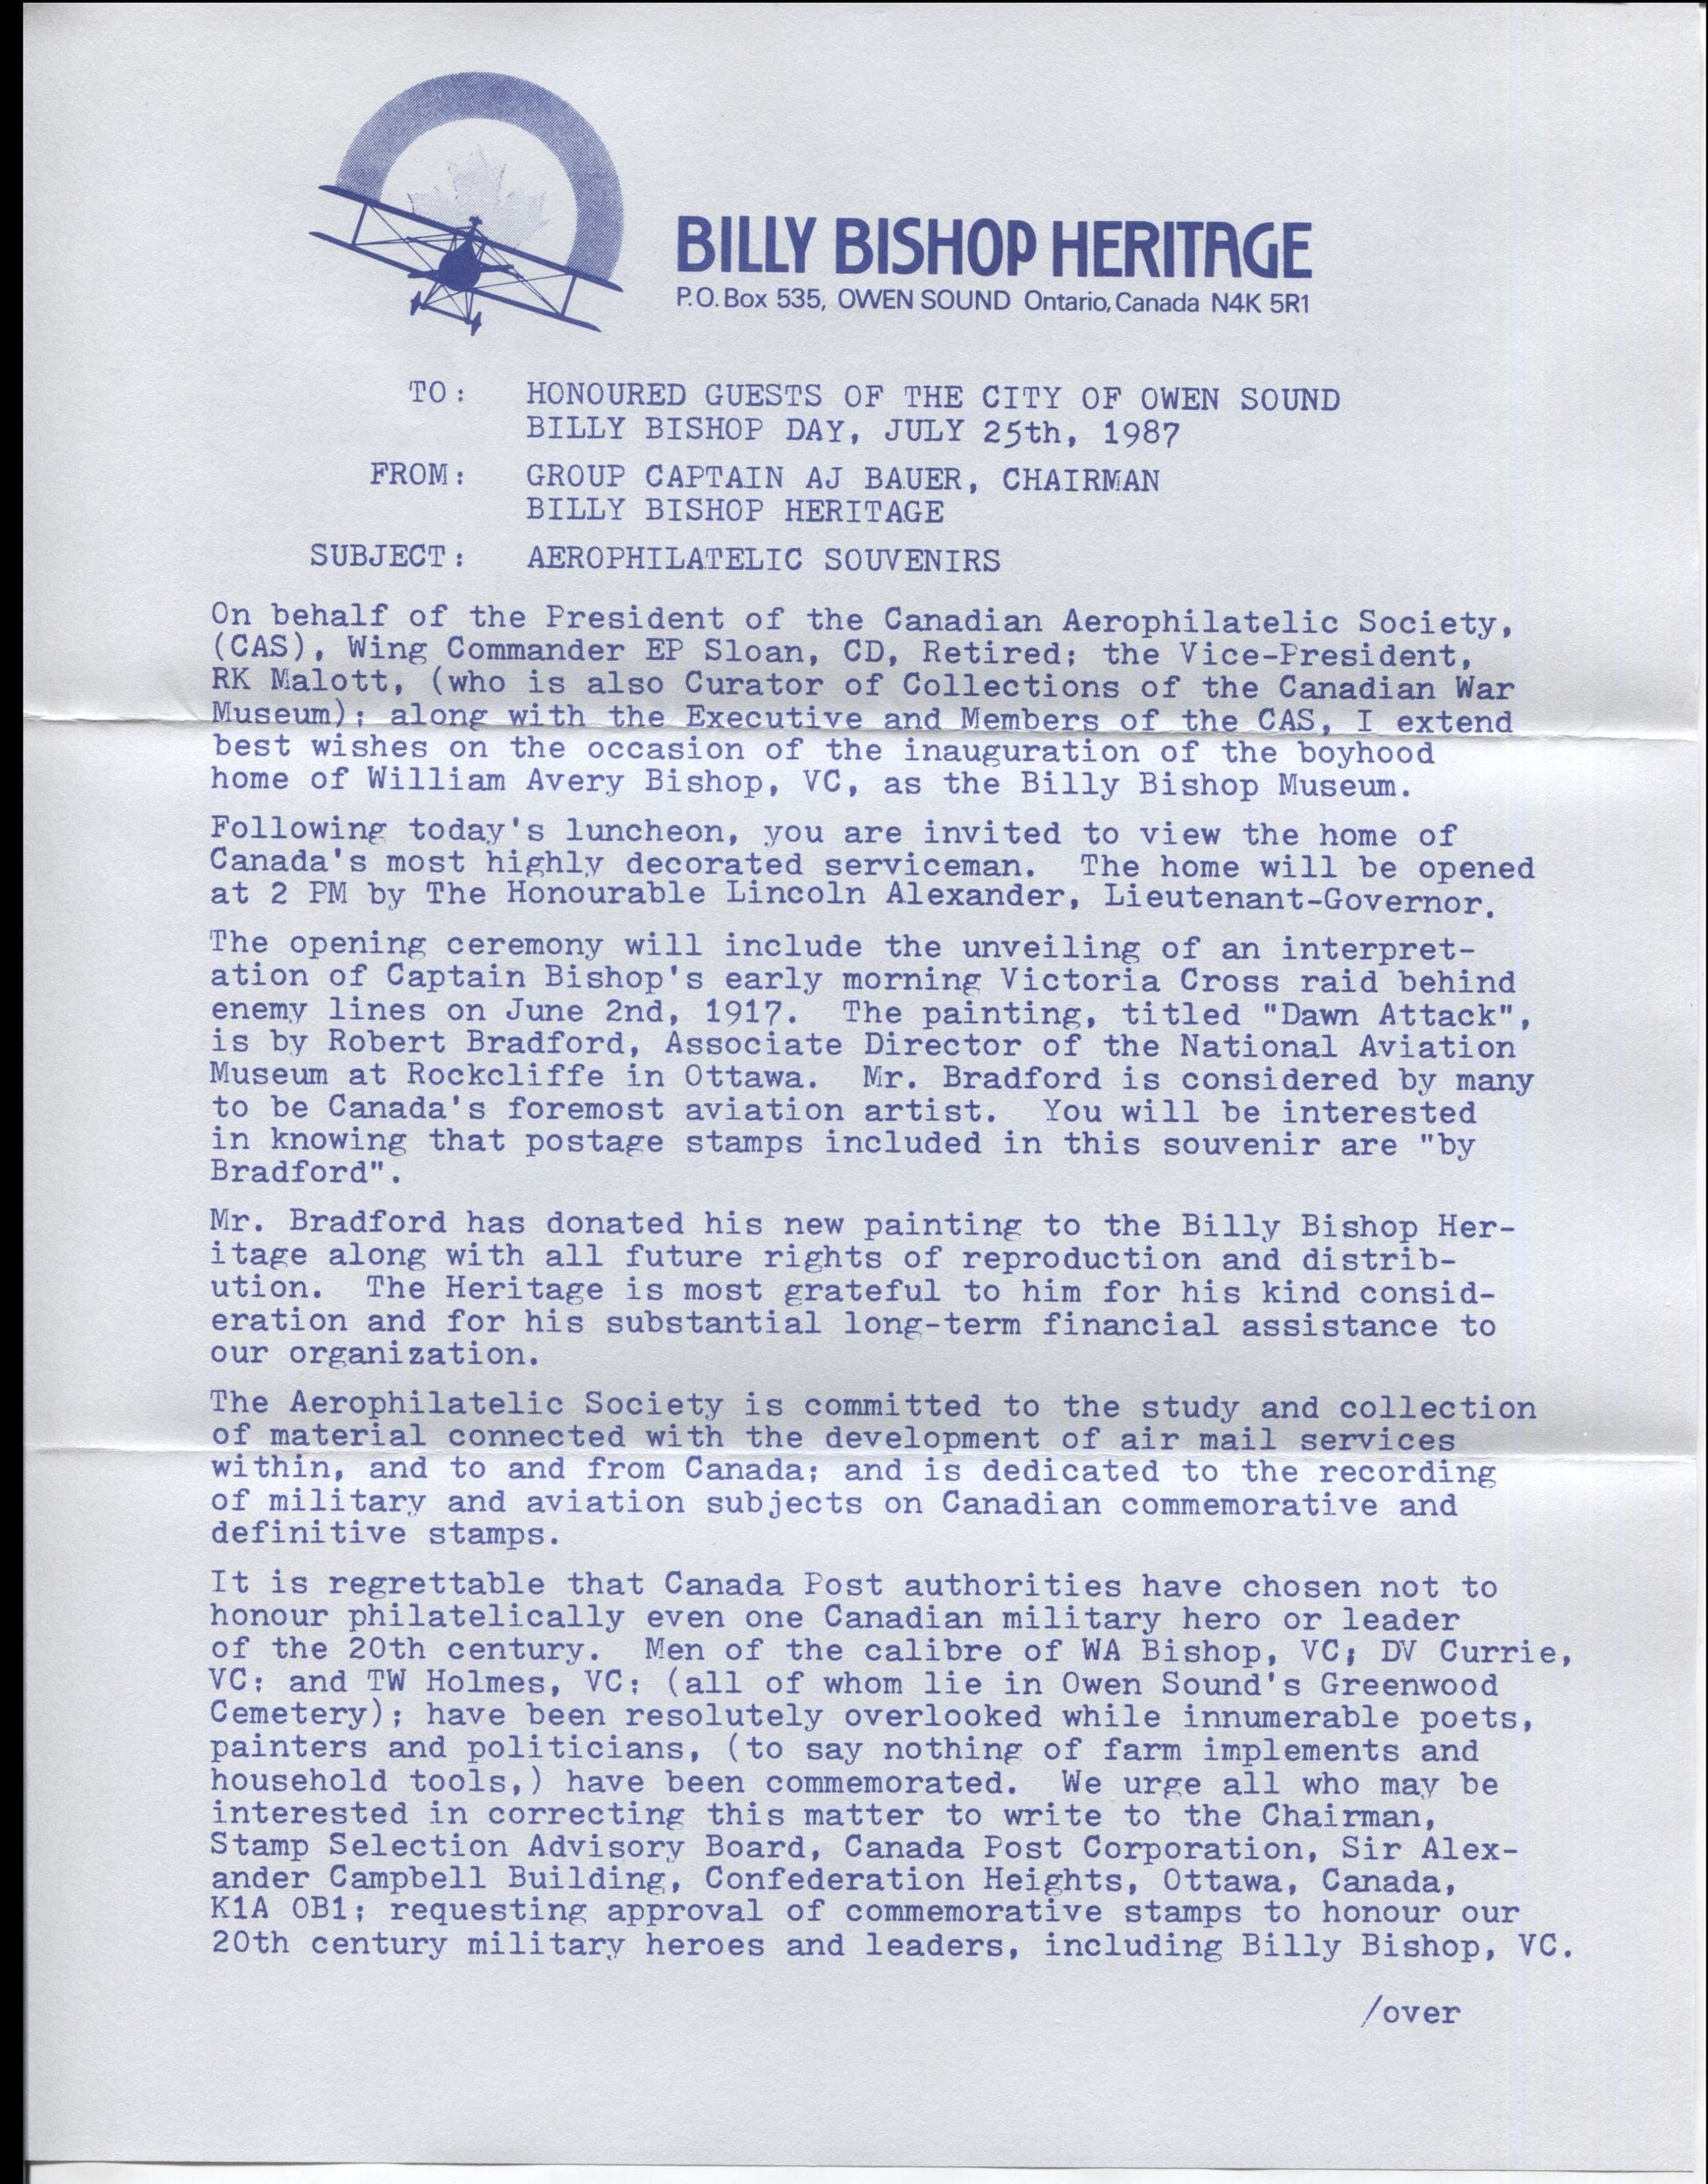 BILLY BISHOP HERITAGE
P.O. Box 535, OWEN SOUND Ontario, Canada N4K 5R1
TO: HONOURED GUESTS OF THE CITY OF OWEN SOUND
BILLY BISHOP DAY, JULY 25th, 1987
FROM: GROUP CAPTAIN AJ BAUER, CHAIRMAN
BILLY BISHOP HERITAGE
SUBJECT: AEROPHILATELIC SOUVENIRS
On behalf of the President of the Canadian Aerophilatelic Society,
(CAS), Wing Commander EP Sloan, CD, Retired; the Vice-President,
RK Malott, (who is also Curator of Collections of the Canadian War
Museum); along with the Executive and Members of the CAS, I extend
best wishes on the occasion of the inauguration of the boyhood
home of William Avery Bishop, VC, as the Billy Bishop Museum.
Following today's luncheon, you are invited to view the home of
Canada's most highly decorated serviceman. The home will be opened
at 2 PM by The Honourable Lincoln Alexander, Lieutenant-Governor.
The opening ceremony will include the unveiling of an interpret-
ation of Captain Bishop's early morning Victoria Cross raid behind
enemy lines on June 2nd, 1917. The painting, titled "Dawn Attack",
is by Robert Bradford, Associate Director of the National Aviation
Museum at Rockcliffe in Ottawa. Mr. Bradford is considered by many
to be Canada's foremost aviation artist. You will be interested
in knowing that postage stamps included in this souvenir are "by
Bradford".
Mr. Bradford has donated his new painting to the Billy Bishop Her-
itage along with all future rights of reproduction and distrib-
ution. The Heritage is most grateful to him for his kind consid-
eration and for his substantial long-term financial assistance to
our organization.
The Aerophilatelic Society is committed to the study and collection
of material connected with the development of air mail services
within, and to and from Canada; and is dedicated to the recording
of military and aviation subjects on Canadian commemorative and
definitive stamps.
It is regrettable that Canada Post authorities have chosen not to
honour philatelically even one Canadian military hero or leader
of the 20th century. Men of the calibre of WA Bishop, VC; DV Currie,
VC; and TW Holmes, VC; (all of whom lie in Owen Sound's Greenwood
Cemetery); have been resolutely overlooked while innumerable poets,
painters and politicians, (to say nothing of farm implements and
household tools,) have been commemorated. We urge all who may be
interested in correcting this matter to write to the Chairman,
Stamp Selection Advisory Board, Canada Post Corporation, Sir Alex-
ander Campbell Building, Confederation Heights, Ottawa, Canada,
K1A OB1; requesting approval of commemorative stamps to honour our
20th century military heroes and leaders, including Billy Bishop, VC.
/over